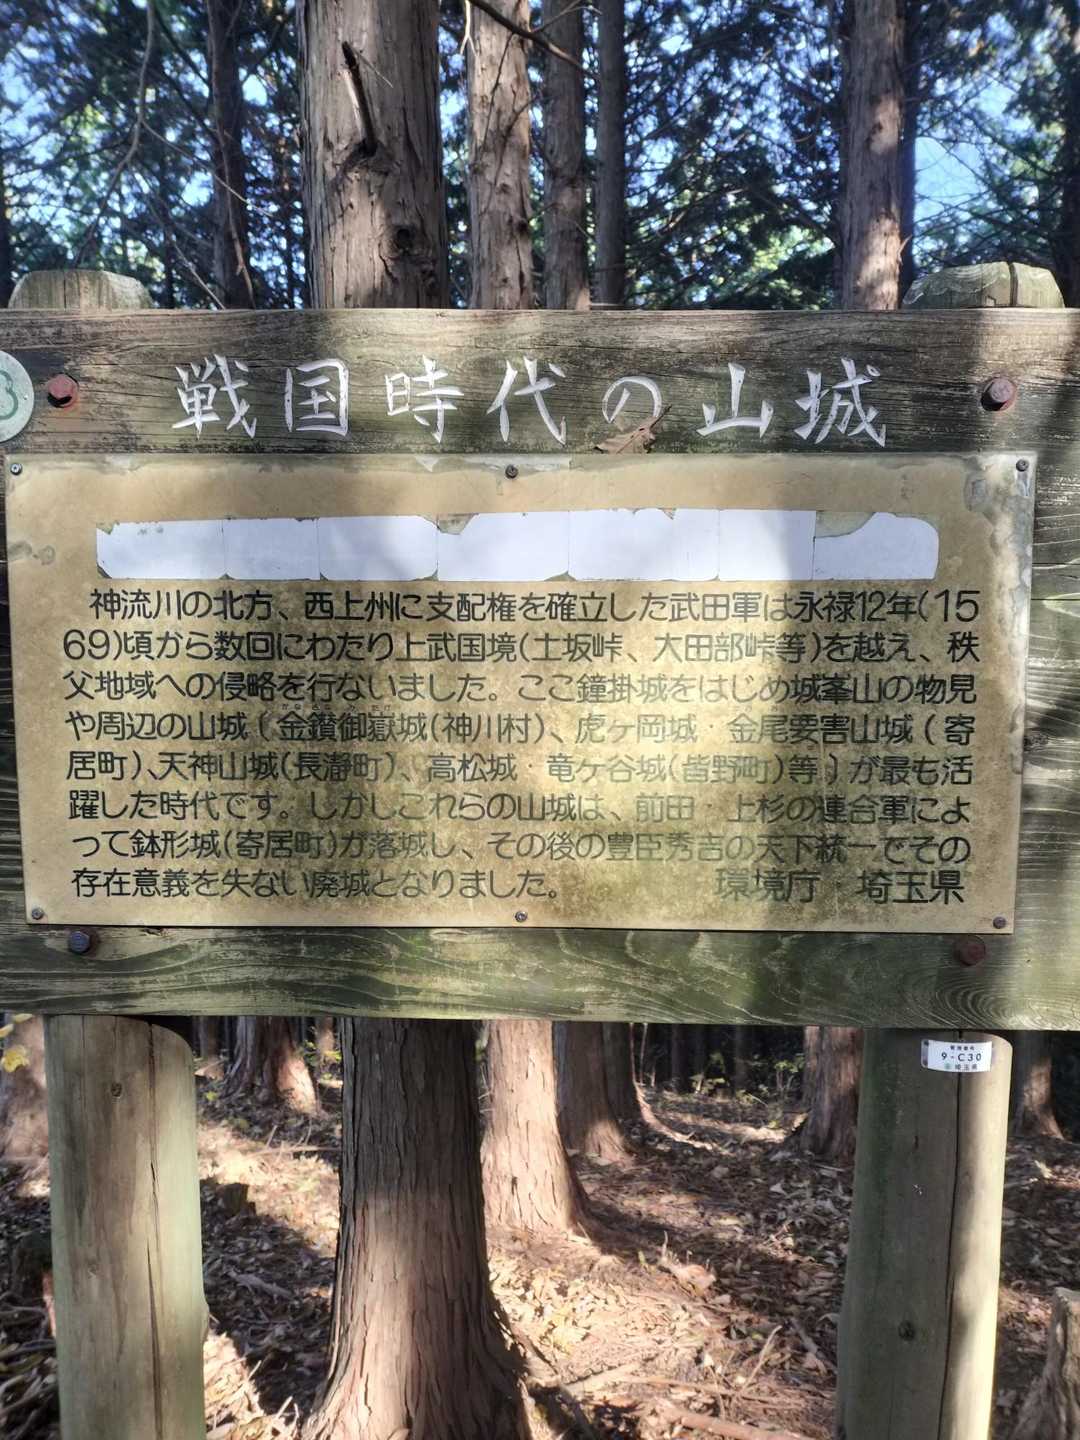 戦国時代の山城
神流川の北方、西上州に支配権を確立した武田軍は永禄12年(15
69)頃から数回にわたり上武国境(土坂峠、大田部峠等)を越え、秩
父地域への侵略を行ないました。ここ鐘掛城をはじめ城峯山の物見
や周辺の山城(金鑚御嶽城(神川村)、虎ヶ岡城・金尾要害山城(寄
居町)、天神山城(長瀞町)、高松城・竜ヶ谷城(皆野町)等)が最も活
躍した時代です。しかしこれらの山城は、前田・上杉の連合軍によ
って鉢形城(寄居町)が落城し、その後の豊臣秀吉の天下統一でその
存在意義を失ない廃城となりました。 環境庁 埼玉県
9-C30
埼玉県